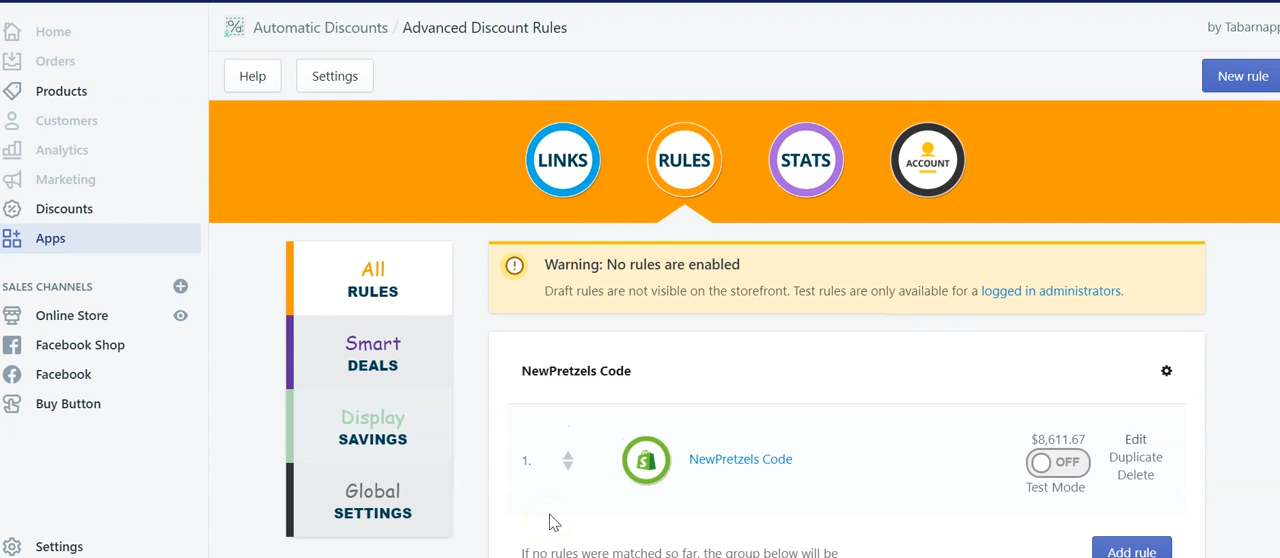 Automatic Discounts / Advanced Discount Rules
by Tabarnapp
Help
Settings
New rule
Home
Orders
Products
Customers
Analytics
Marketing
Discounts
Apps
SALES CHANNELS
Online Store
Facebook Shop
Facebook
Buy Button
Settings
LINKS
RULES
STATS
ACCOUNT
All
RULES
Smart
DEALS
Display
SAVINGS
Global
SETTINGS
Warning: No rules are enabled
Draft rules are not visible on the storefront. Test rules are only available for a logged in administrators.
NewPretzels Code
1.
NewPretzels Code
$8,611.67
OFF
Test Mode
Edit
Duplicate
Delete
If no rules were matched so far, the group below will be
Add rule